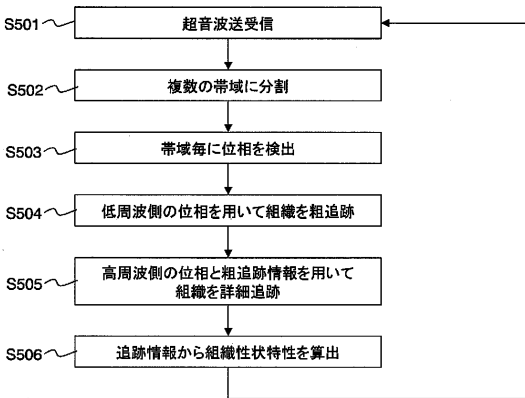 S501 超音波送受信
S502 複数の帯域に分割
S503 帯域毎に位相を検出
S504 低周波側の位相を用いて組織を粗追跡
S505 高周波側の位相と粗追跡情報を用いて
組織を詳細追跡
S506 追跡情報から組織性状特性を算出